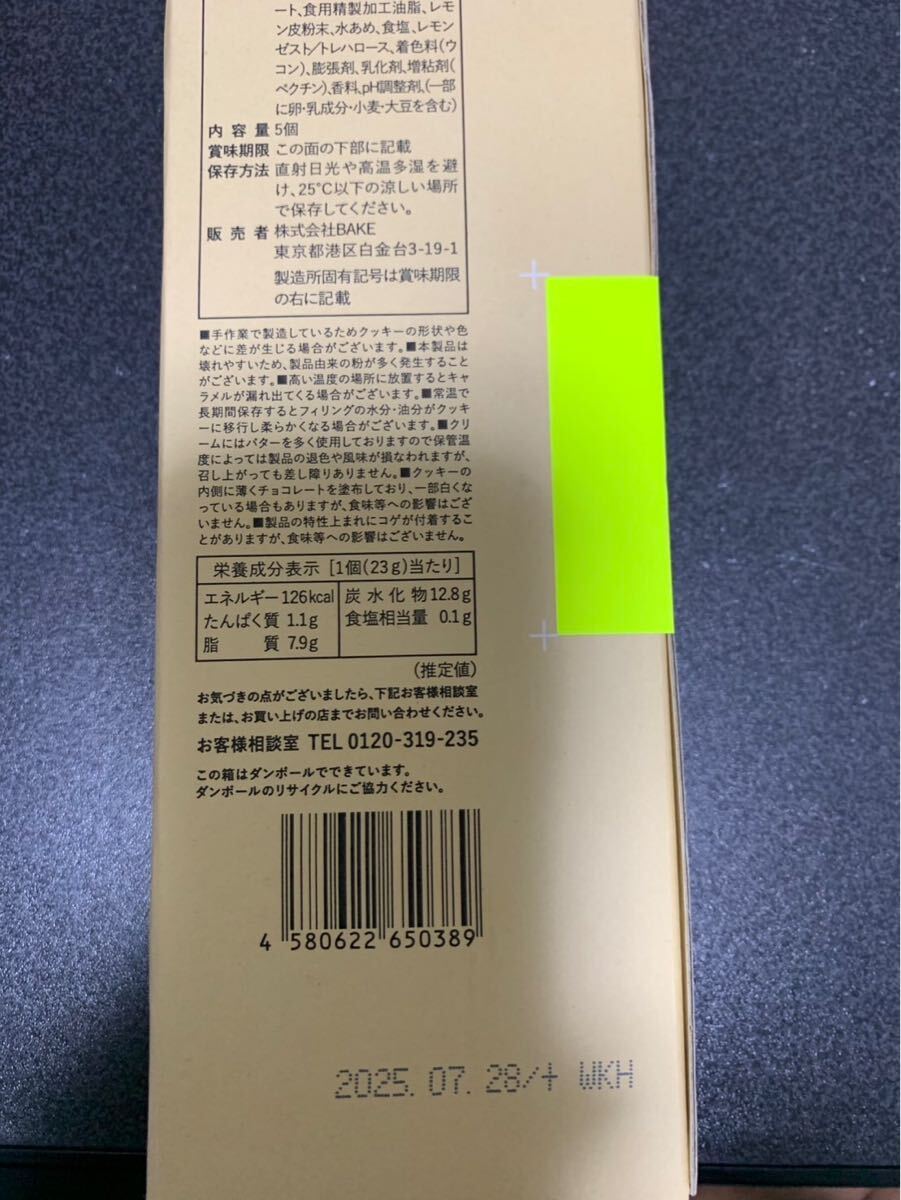 ート、食用精製加工油脂、レモ
ン皮粉末、水あめ、食塩、レモン
ゼスト/トレハロース、着色料(ウ
コン)、膨張剤、乳化剤、増粘剤(
ペクチン)、香料、pH調整剤、(一部
に卵・乳成分・小麦・大豆を含む)
内容量 5個
賞味期限 この面の下部に記載
保存方法 直射日光や高温多湿を避
け、25℃以下の涼しい場所
で保存してください。
販売者 株式会社BAKE
東京都港区白金台3-19-1
製造所固有記号は賞味期限
の右に記載
■手作業で製造しているためクッキーの形状や色
などに差が生じる場合がございます。■本製品は
壊れやすいため、製品由来の粉が多く発生すること
がございます。■高い温度の場所に放置するとキャ
ラメルが漏れ出てくる場合がございます。■常温で
長期間保存するとフィリングの水分・油分がクッキ
ーに移行し柔らかくなる場合がございます。■クリ
ームにはバターを多く使用しておりますので保管温
度によっては製品の退色や風味が損なわれますが、
召し上がっても差し障りありません。■クッキーの
内側に薄くチョコレートを塗布しており、一部白くな
っている場合もありますが、食味等への影響はござ
いません。■製品の特性上まれにコゲが付着するこ
とがありますが、食味等への影響はございません。
栄養成分表示 [1個(23g)当たり]
エネルギー 126kcal 炭水化物 12.8g
たんぱく質 1.1g 食塩相当量 0.1g
脂質 7.9g
(推定値)
お気づきの点がございましたら、下記お客様相談室
または、お買い上げの店までお問い合わせください。
お客様相談室 TEL 0120-319-235
この箱はダンボールでできています。
ダンボールのリサイクルにご協力ください。
4 580622 650389
2025.07.28/+ WKH